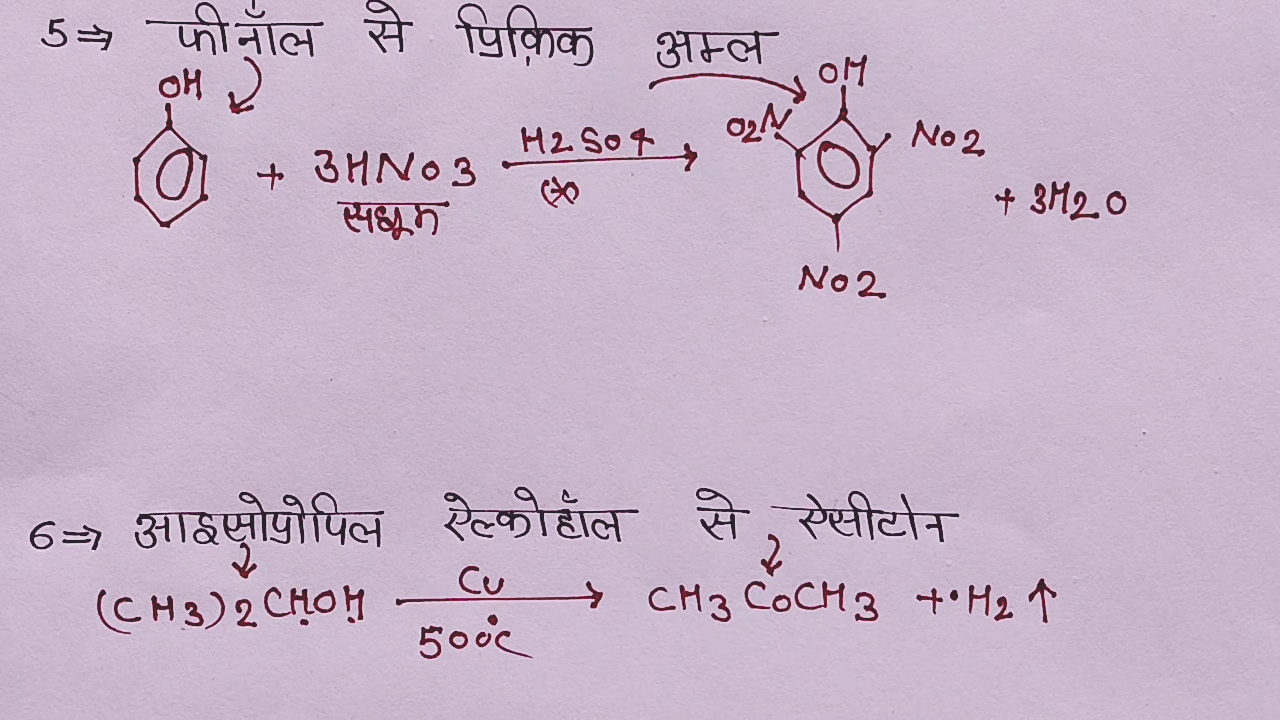 5⇒ फीनॉल से प्रिक्रिक अम्ल
OH
OH
O2N
NO2
H2SO4
+ 3HNO3
सधूम
+ 3H2O
NO2
6⇒ आइसोप्रोपिल ऐल्कोहॉल से ऐसीटोन
(CH3)2CHOH Cu → CH3COCH3 + H2↑
500°C